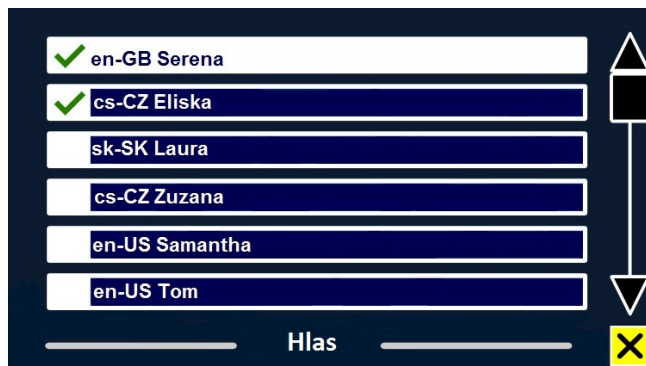 en-GB Serena
cs-CZ Eliska
sk-SK Laura
cs-CZ Zuzana
en-US Samantha
en-US Tom
Hlas